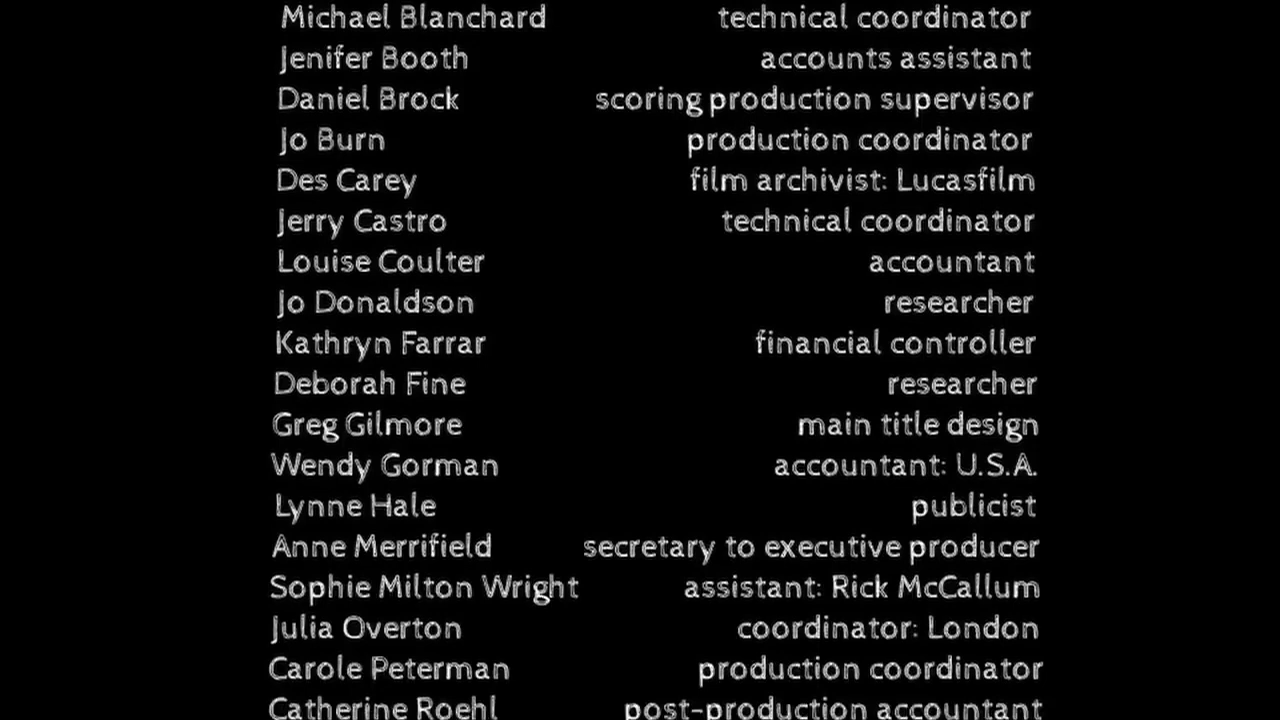 Michael Blanchard technical coordinator
Jenifer Booth accounts assistant
Daniel Brock scoring production supervisor
Jo Burn production coordinator
Des Carey film archivist: Lucasfilm
Jerry Castro technical coordinator
Louise Coulter accountant
Jo Donaldson researcher
Kathryn Farrar financial controller
Deborah Fine researcher
Greg Gilmore main title design
Wendy Gorman accountant: U.S.A.
Lynne Hale publicist
Anne Merrifield secretary to executive producer
Sophie Milton Wright assistant: Rick McCallum
Julia Overton coordinator: London
Carole Peterman production coordinator
Catherine Roehl post-production accountant